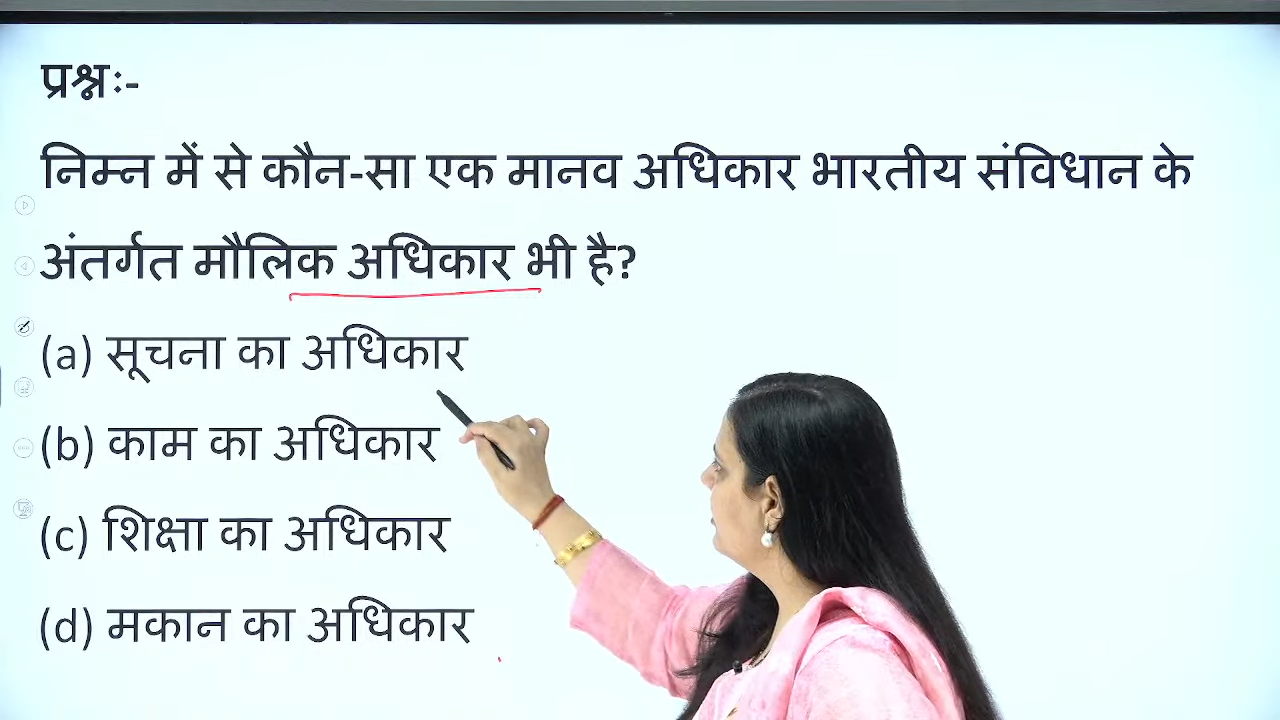 प्रश्नः-
निम्न में से कौन-सा एक मानव अधिकार भारतीय संविधान के
अंतर्गत मौलिक अधिकार भी है?
(a) सूचना का अधिकार
(b) काम का अधिकार
(c) शिक्षा का अधिकार
(d) मकान का अधिकार